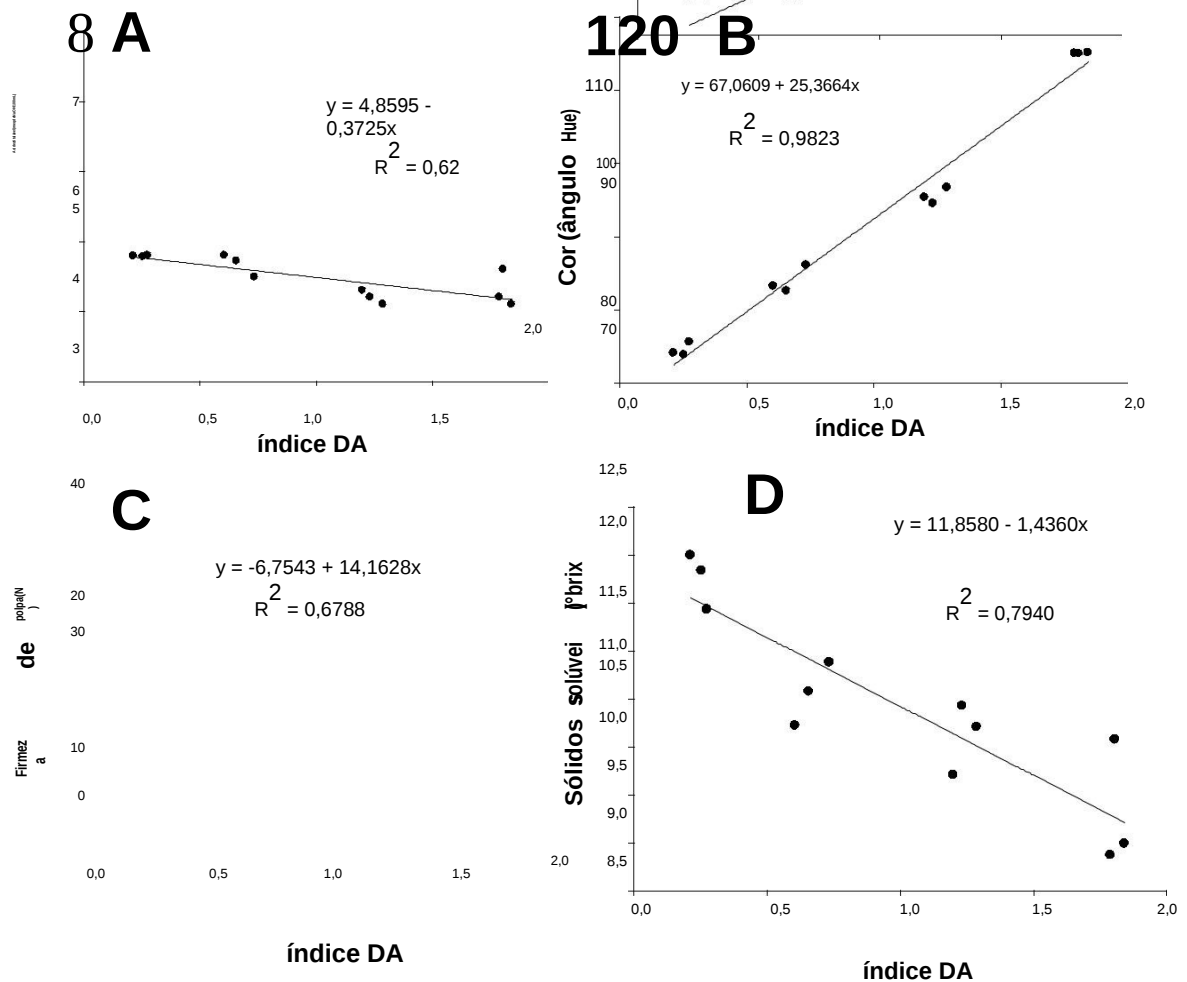 8 A
7
y = 4,8595 -
0,3725x
R2 = 0,62
6
5
4
2,0
3
0,0 0,5 1,0 1,5
índice DA
120 B
110
y = 67,0609 + 25,3664x
R2 = 0,9823
Cor (ângulo Hue)
100
90
80
70
0,0 0,5 1,0 1,5 2,0
índice DA
40
C
y = -6,7543 + 14,1628x
R2 = 0,6788
Firmez
a
de
polpa(N
)
20
30
10
0
2,0
0,0 0,5 1,0 1,5
índice DA
12,5
D
12,0
y = 11,8580 - 1,4360x
R2 = 0,7940
Sólidos solúvei ºbrix
11,5
11,0
10,5
10,0
9,5
9,0
8,5
0,0 0,5 1,0 1,5 2,0
índice DA